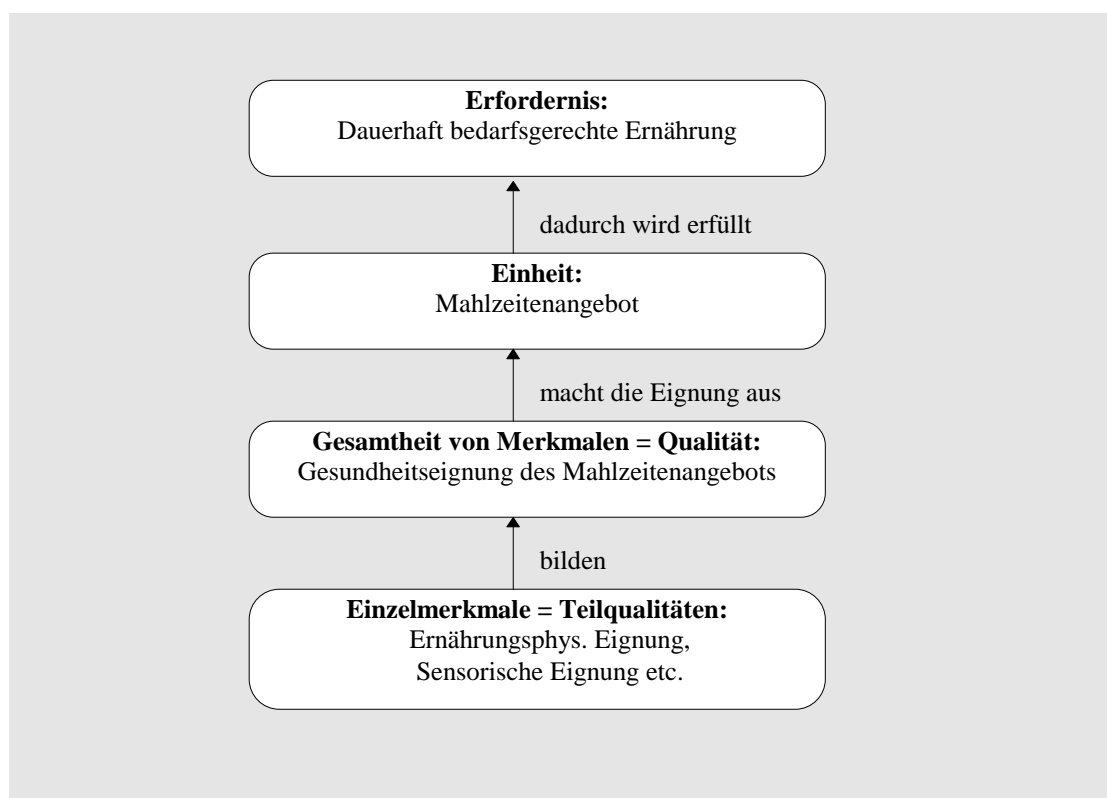 Erfordernis:
Dauerhaft bedarfsgerechte Ernährung
dadurch wird erfüllt
Einheit:
Mahlzeitenangebot
macht die Eignung aus
Gesamtheit von Merkmalen = Qualität:
Gesundheitseignung des Mahlzeitenangebots
bilden
Einzelmerkmale = Teilqualitäten:
Ernährungsphys. Eignung,
Sensorische Eignung etc.